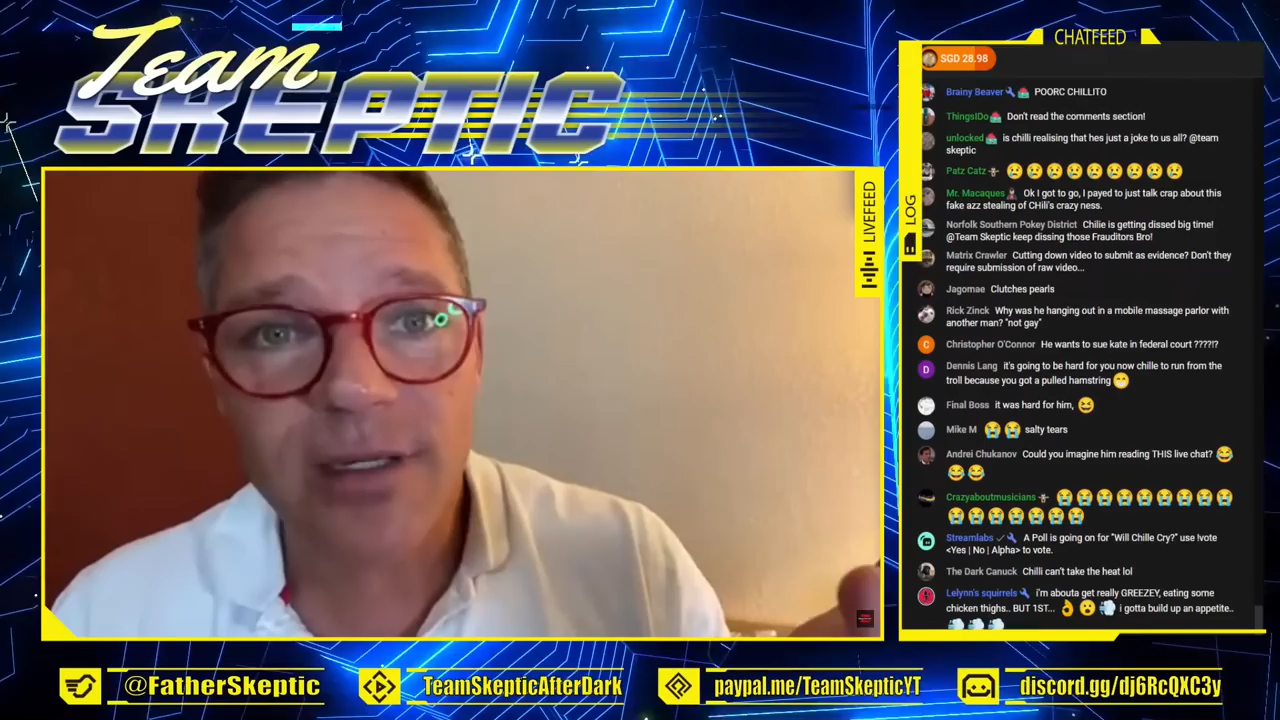 Team
SKEPTIC
LIVEFEED
CHATFEED
LOG
SGD 28.98
Brainy Beaver POORC CHILLITO
ThingsIDo Don't read the comments section!
unlocked is chilli realising that hes just a joke to us all? @team
skeptic
Patz Catz 😢😢😢😢😢😢😢😢😢
Mr. Macaques Ok I got to go, I payed to just talk crap about this
fake azz stealing of CHili's crazy ness.
Norfolk Southern Pokey District Chilie is getting dissed big time!
@Team Skeptic keep dissing those Frauditors Bro!
Matrix Crawler Cutting down video to submit as evidence? Don't they
require submission of raw video...
Jagomae Clutches pearls
Rick Zinck Why was he hanging out in a mobile massage parlor with
another man? "not gay"
C Christopher O'Connor He wants to sue kate in federal court ????!?
D Dennis Lang it's going to be hard for you now chille to run from the
troll because you got a pulled hamstring 😁
Final Boss it was hard for him, 😆
Mike M 😭😭 salty tears
Andrei Chukanov Could you imagine him reading THIS live chat? 😂
😂😂
Crazyaboutmusicians 😭😭😭😭😭😭😭😭😭
😭😭😭😭😭😭😭
Streamlabs A Poll is going on for "Will Chille Cry?" use !vote
<Yes | No | Alpha> to vote.
The Dark Canuck Chilli can't take the heat lol
Lelynn's squirrels i'm abouta get really GREEZEY, eating some
chicken thighs.. BUT 1ST... 👌😮💨 i gotta build up an appetite..
💨💨💨
@FatherSkeptic
TeamSkepticAfterDark
paypal.me/TeamSkepticYT
discord.gg/dj6RcQXC3v